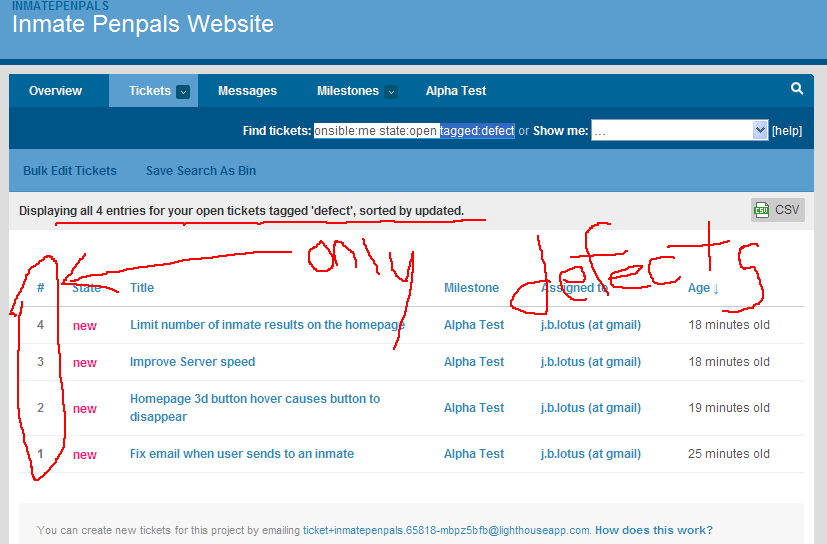 INMATEPENPALS
Inmate Penpals Website
Overview Tickets Messages Milestones Alpha Test
Find tickets: onsible:me state:open tagged:defect or Show me: ... [help]
Bulk Edit Tickets Save Search As Bin
Displaying all 4 entries for your open tickets tagged 'defect', sorted by updated. CSV CSV
only defects
# State Title Milestone Assigned to Age ↓
4 new Limit number of inmate results on the homepage Alpha Test j.b.lotus (at gmail) 18 minutes old
3 new Improve Server speed Alpha Test j.b.lotus (at gmail) 18 minutes old
2 new Homepage 3d button hover causes button to Alpha Test j.b.lotus (at gmail) 19 minutes old
disappear
1 new Fix email when user sends to an inmate Alpha Test j.b.lotus (at gmail) 25 minutes old
You can create new tickets for this project by emailing ticket+inmatepenpals.65818-mbpz5bfb@lighthouseapp.com. How does this work?